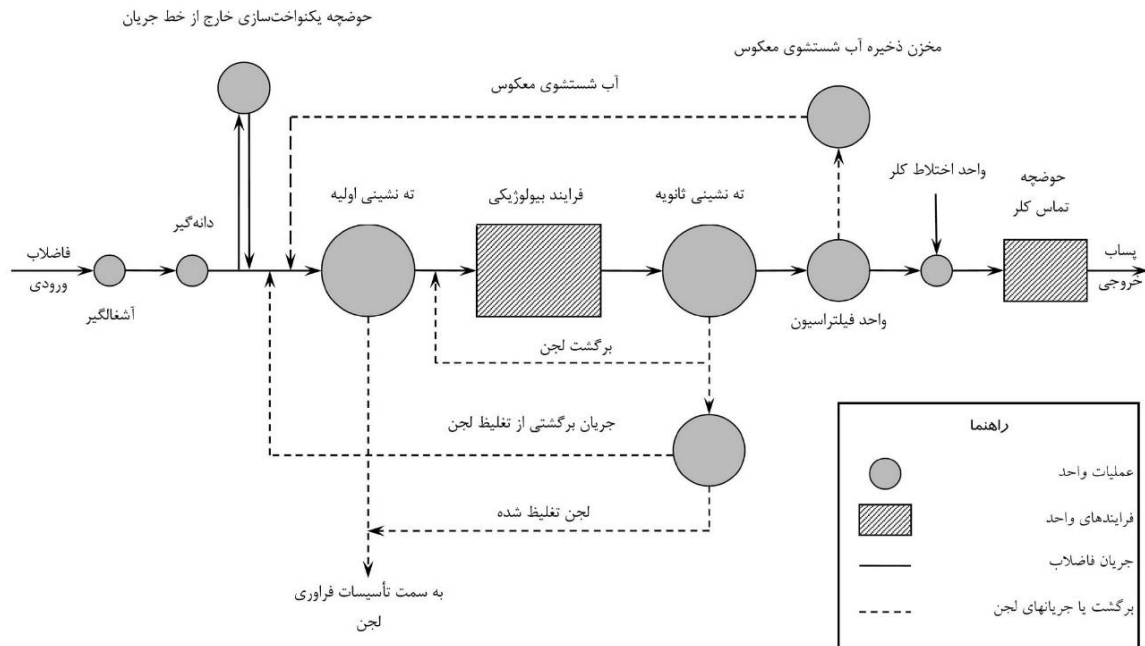 حوضچه یکنواخت‌سازی خارج از خط جریان
مخزن ذخیره آب شستشوی معکوس
آب شستشوی معکوس
دانه‌گیر
ته نشینی اولیه
فرایند بیولوژیکی
ته نشینی ثانویه
واحد اختلاط کلر
حوضچه
تماس کلر
فاضلاب
ورودی
پساب
خروجی
آشغالگیر
واحد فیلتراسیون
برگشت لجن
جریان برگشتی از تغلیظ لجن
لجن تغلیظ شده
به سمت تأسیسات فراوری
لجن
راهنما
عملیات واحد
فرایندهای واحد
جریان فاضلاب
برگشت یا جریانهای لجن